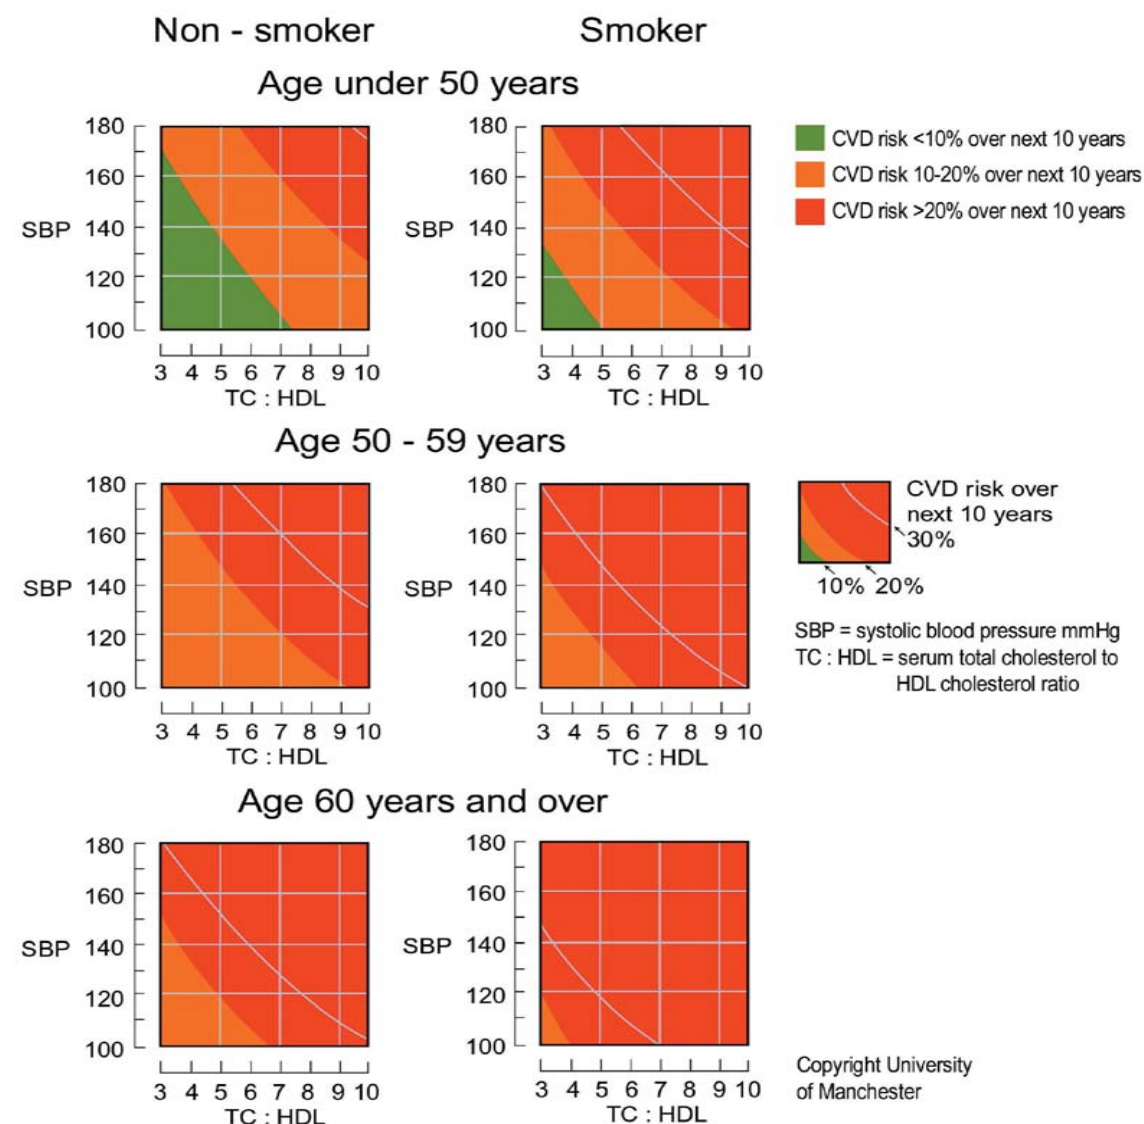 Non - smoker
Smoker
Age under 50 years
180
160
SBP 140
120
100
3 4 5 6 7 8 9 10
TC : HDL
180
160
SBP 140
120
100
3 4 5 6 7 8 9 10
TC : HDL
CVD risk <10% over next 10 years
CVD risk 10-20% over next 10 years
CVD risk >20% over next 10 years
Age 50 - 59 years
180
160
SBP 140
120
100
3 4 5 6 7 8 9 10
TC : HDL
180
160
SBP 140
120
100
3 4 5 6 7 8 9 10
TC : HDL
CVD risk over
next 10 years
30%
10% 20%
SBP = systolic blood pressure mmHg
TC : HDL = serum total cholesterol to
HDL cholesterol ratio
Age 60 years and over
180
160
SBP 140
120
100
3 4 5 6 7 8 9 10
TC : HDL
180
160
SBP 140
120
100
3 4 5 6 7 8 9 10
TC : HDL
Copyright University
of Manchester